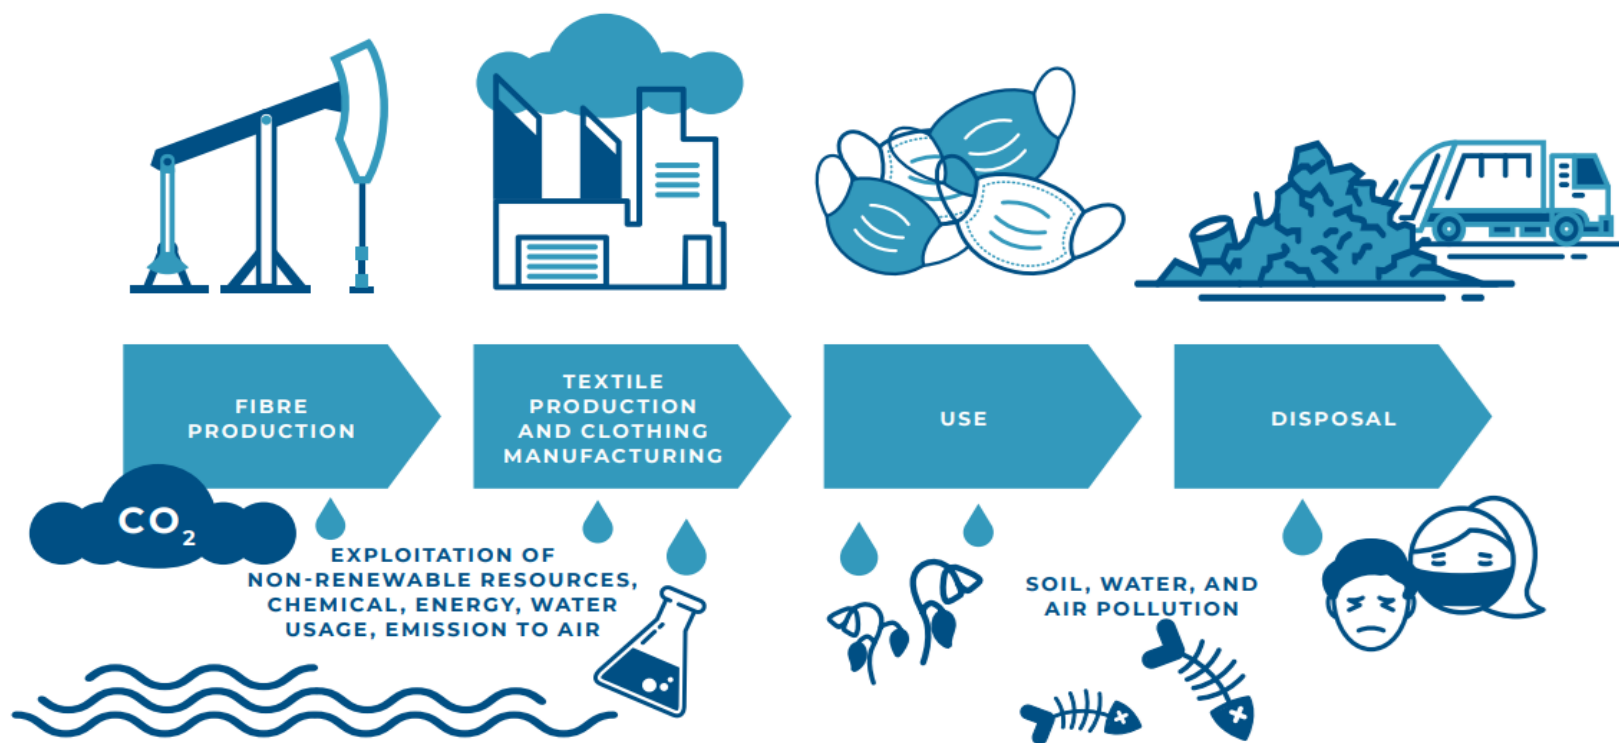 FIBRE
PRODUCTION
TEXTILE
PRODUCTION
AND CLOTHING
MANUFACTURING
USE
DISPOSAL
CO₂
EXPLOITATION OF
NON-RENEWABLE RESOURCES,
CHEMICAL, ENERGY, WATER
USAGE, EMISSION TO AIR
SOIL, WATER, AND
AIR POLLUTION